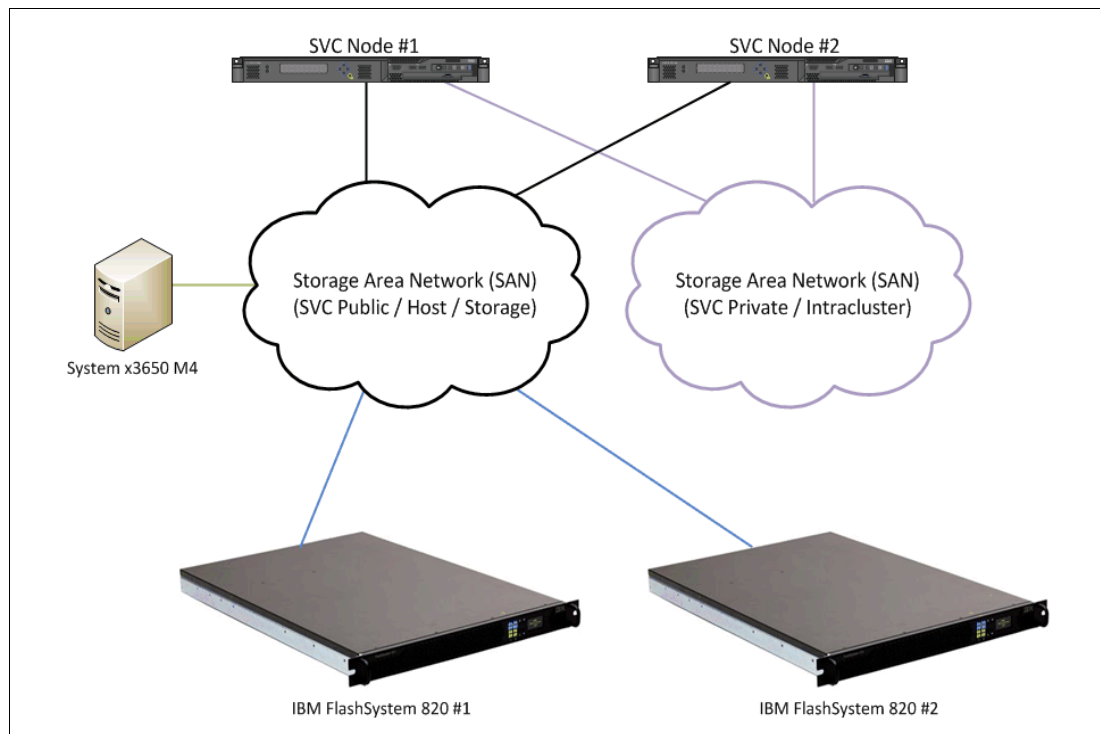 SVC Node #1
SVC Node #2
Storage Area Network (SAN)
(SVC Public / Host / Storage)
Storage Area Network (SAN)
(SVC Private / Intracluster)
System x3650 M4
IBM FlashSystem 820 #1
IBM FlashSystem 820 #2